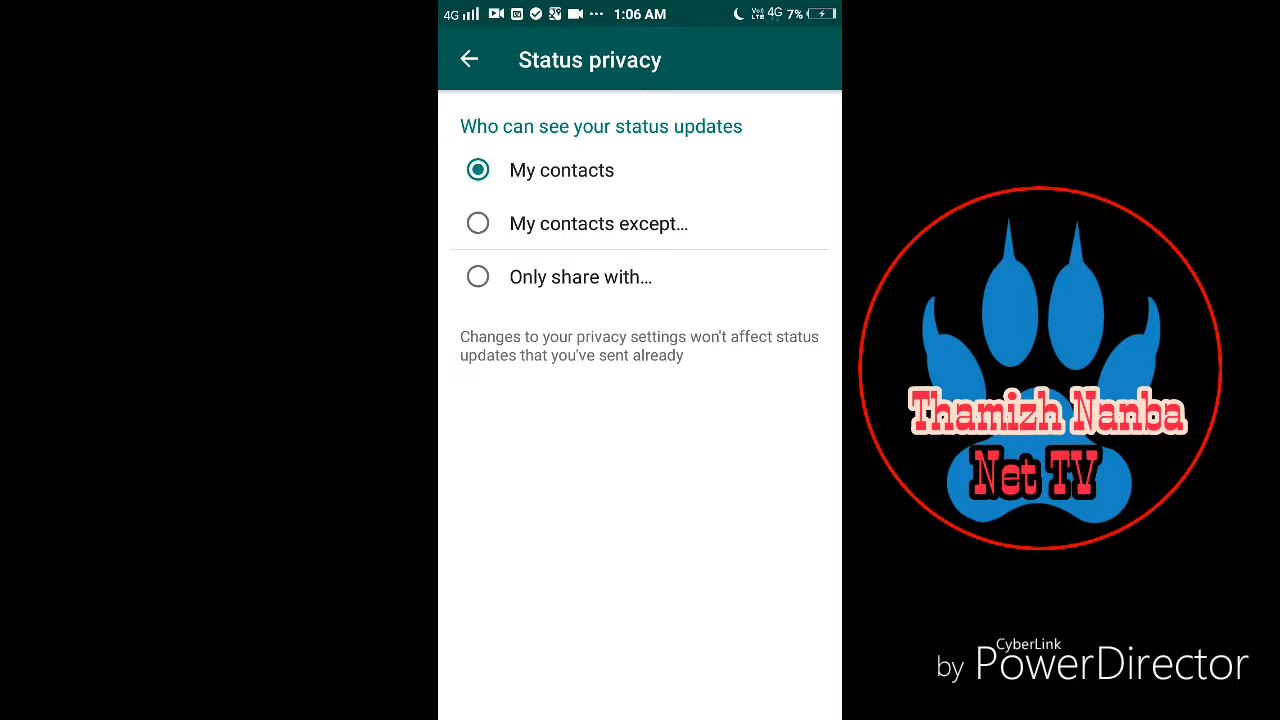 4G 1:06 AM VoLTE 4G 7%
Status privacy
Who can see your status updates
My contacts
My contacts except...
Only share with...
Changes to your privacy settings won't affect status
updates that you've sent already
Thamizh Nanba
Net TV
CyberLink
by PowerDirector